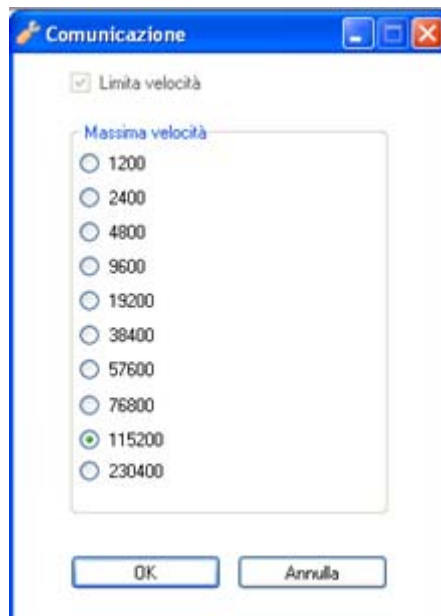 Comunicazione
Limita velocità
Massima velocità
1200
2400
4800
9600
19200
38400
57600
76800
115200
230400
OK
Annulla